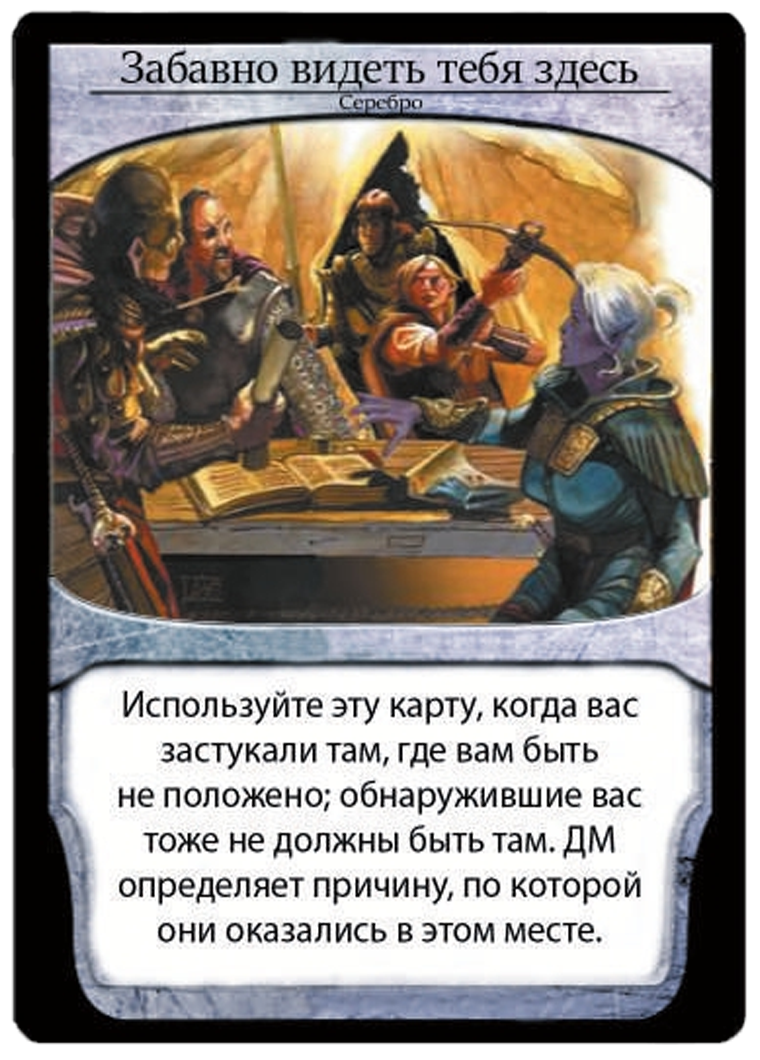 Забавно видеть тебя здесь
Серебро
Используйте эту карту, когда вас
застукали там, где вам быть
не положено; обнаружившие вас
тоже не должны быть там. ДМ
определяет причину, по которой
они оказались в этом месте.